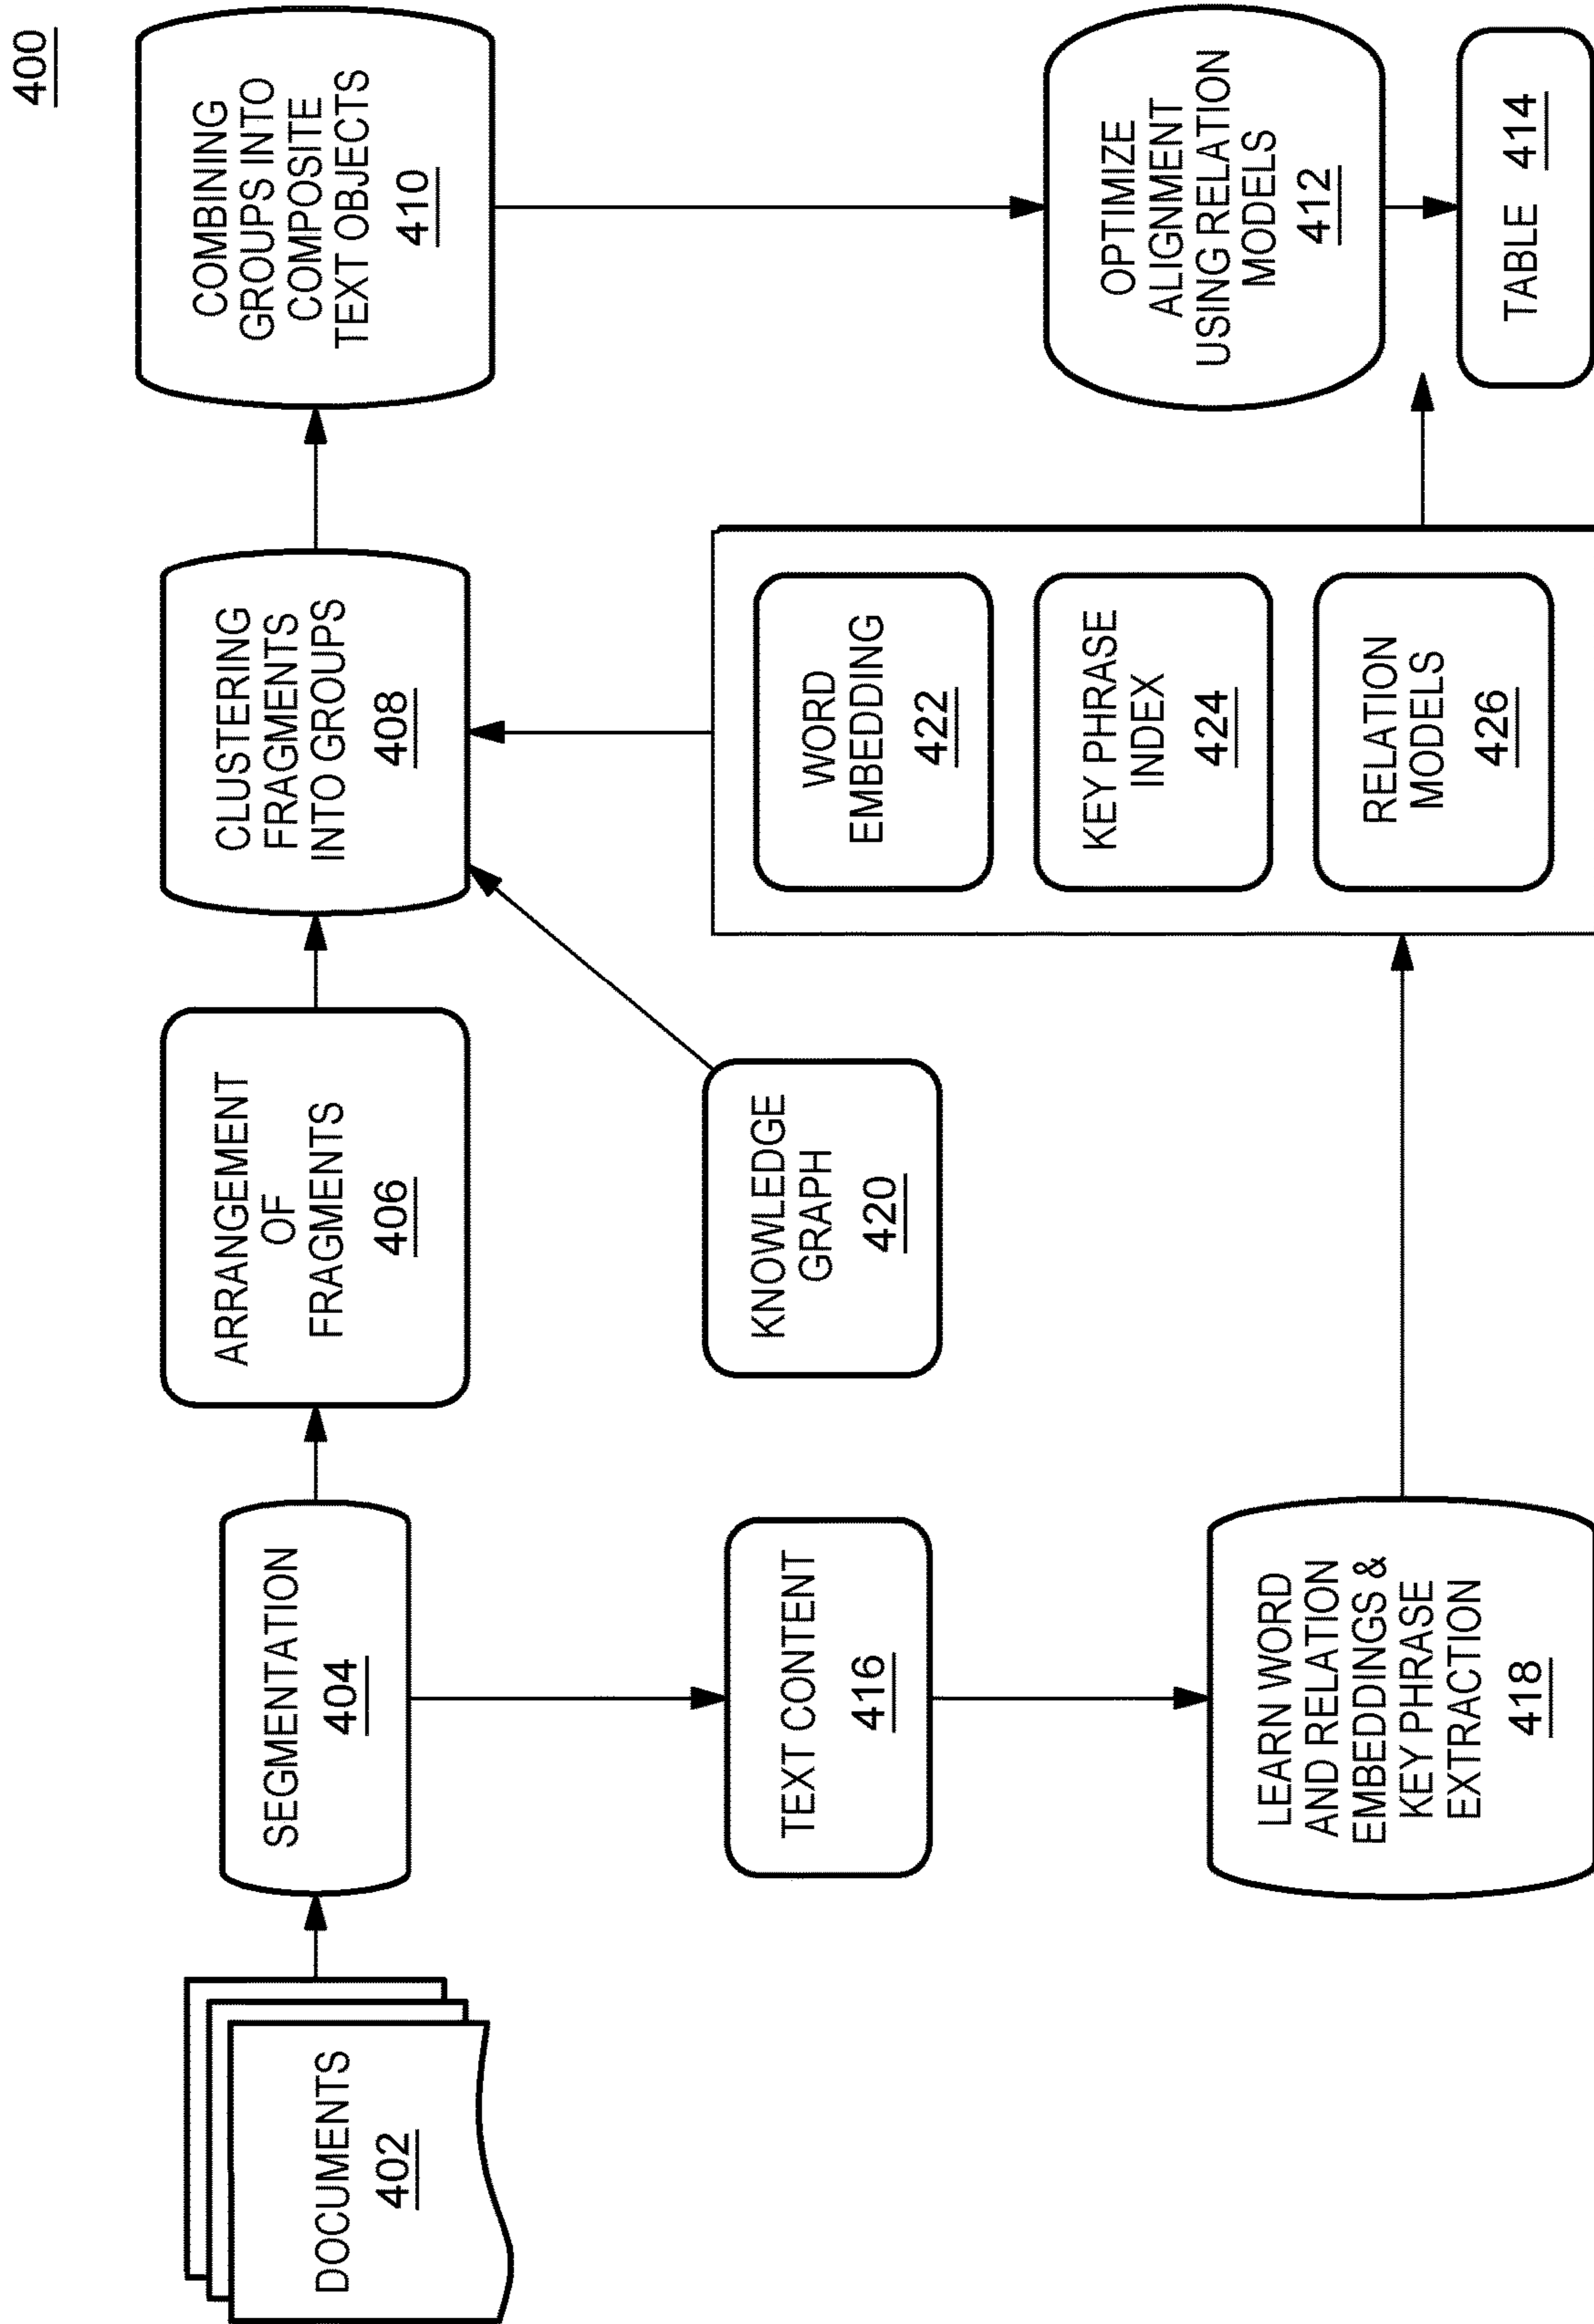 400
DOCUMENTS
402
SEGMENTATION
404
ARRANGEMENT
OF
FRAGMENTS
406
CLUSTERING
FRAGMENTS
INTO GROUPS
408
COMBINING
GROUPS INTO
COMPOSITE
TEXT OBJECTS
410
TEXT CONTENT
416
KNOWLEDGE
GRAPH
420
WORD
EMBEDDING
422
KEY PHRASE
INDEX
424
RELATION
MODELS
426
OPTIMIZE
ALIGNMENT
USING RELATION
MODELS
412
LEARN WORD
AND RELATION
EMBEDDINGS &
KEY PHRASE
EXTRACTION
418
TABLE 414